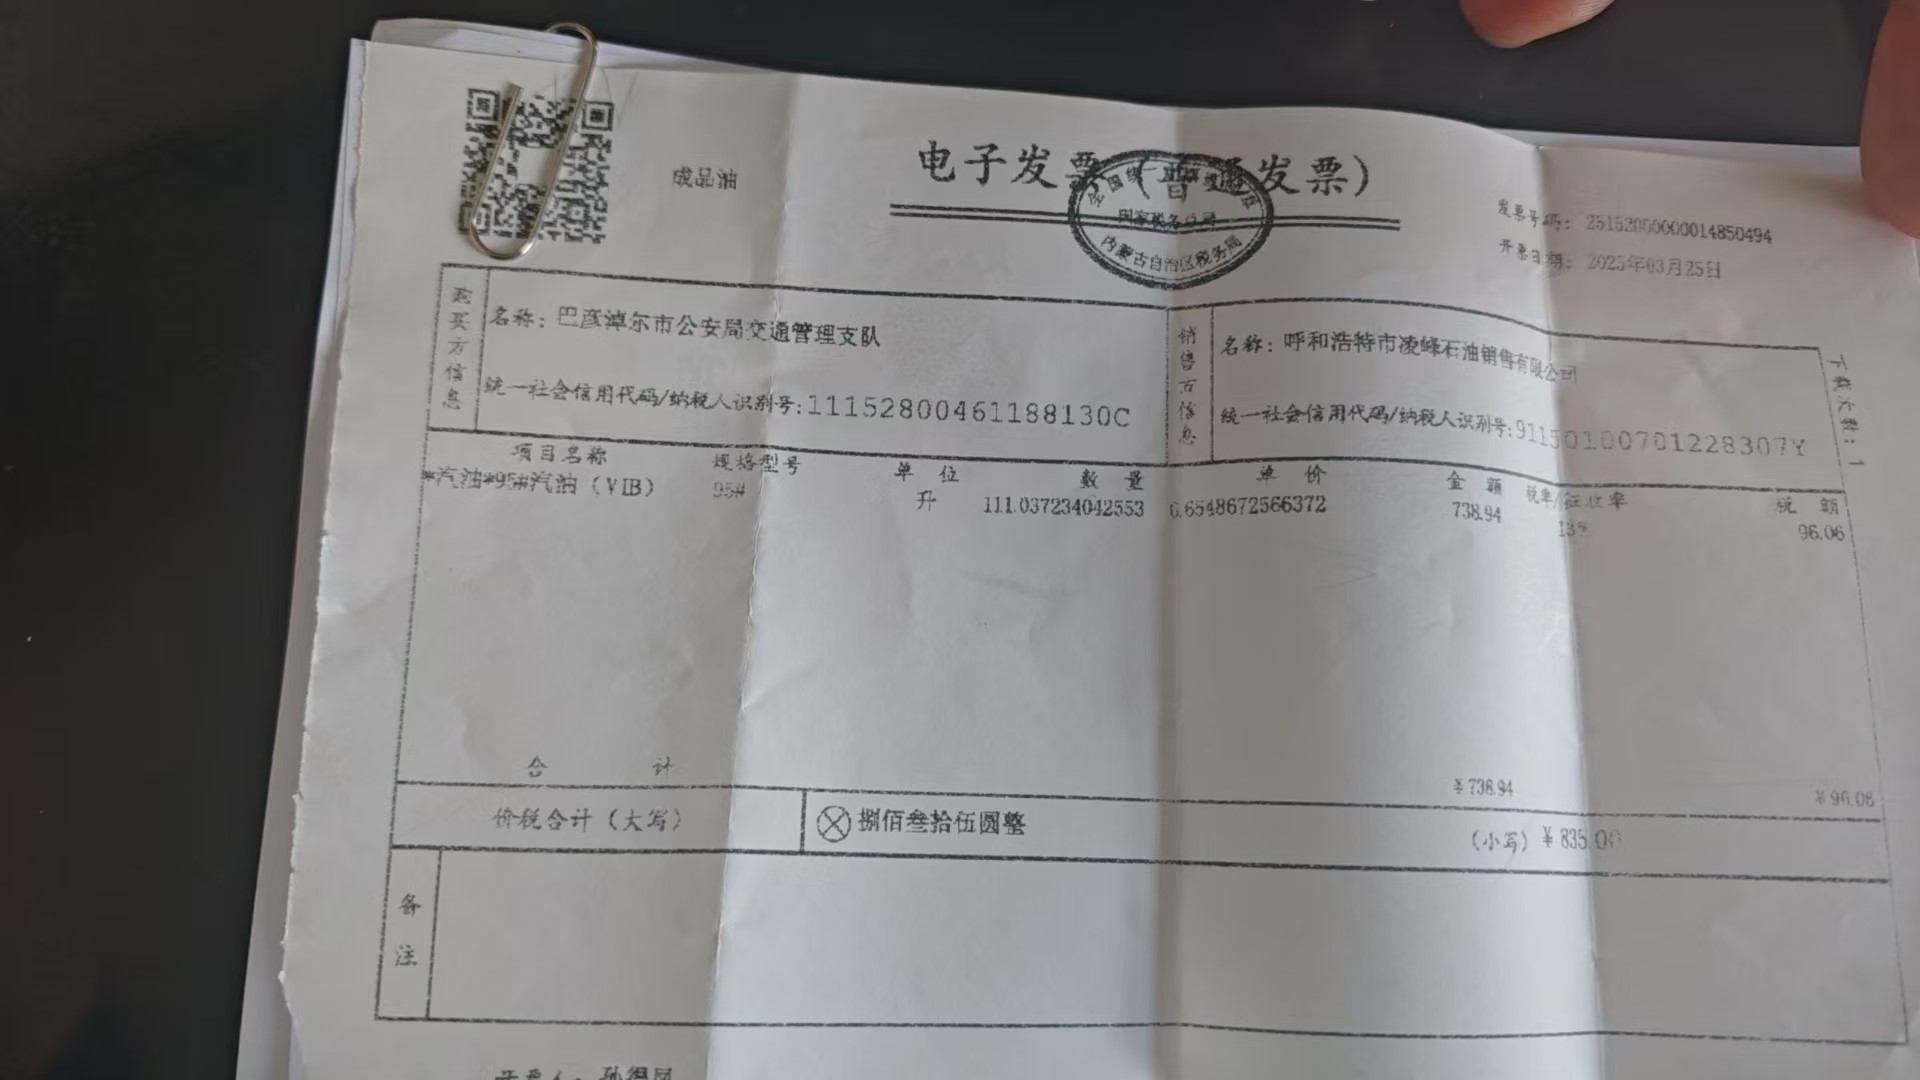 成品油
电子发票（普通发票）
国家税务总局
内蒙古自治区税务局
发票号码：25152000000014850494
开票日期：2025年03月25日
购买方信息
名称：巴彦淖尔市公安局交通管理支队
统一社会信用代码/纳税人识别号:11152800461188130C
销售方信息
名称：呼和浩特市凌峰石油销售有限公司
统一社会信用代码/纳税人识别号:91150100701228307Y
下载次数：1
项目名称 规格型号 单位 数量 单价 金额 税率/征收率 税额
*汽油*95#汽油（VIB） 95# 升 111.037234042553 6.6548672566372 738.94 13% 96.06
合计 ¥738.94 ¥96.06
价税合计（大写） 捌佰叁拾伍圆整 （小写）¥835.00
备注
开票人：